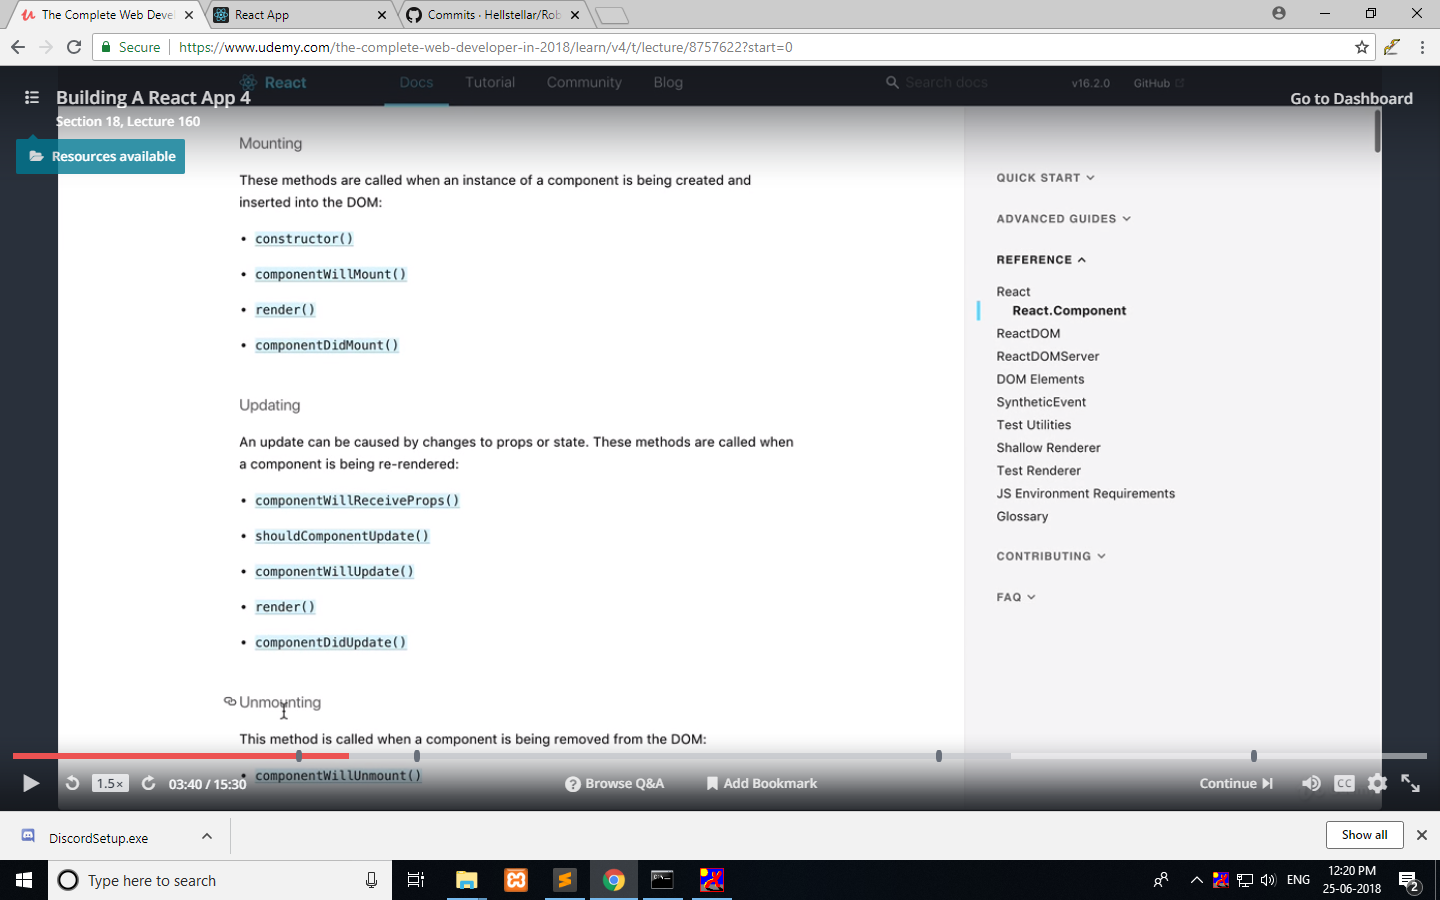 The Complete Web Devel
React App
Commits · Hellstellar/Rob
Secure
https://www.udemy.com/the-complete-web-developer-in-2018/learn/v4/t/lecture/8757622?start=0
React
Docs
Tutorial
Community
Blog
Search docs
v16.2.0
GitHub
Building A React App 4
Section 18, Lecture 160
Go to Dashboard
Resources available
Mounting
These methods are called when an instance of a component is being created and
inserted into the DOM:
• constructor()
• componentWillMount()
• render()
• componentDidMount()
Updating
An update can be caused by changes to props or state. These methods are called when
a component is being re-rendered:
• componentWillReceiveProps()
• shouldComponentUpdate()
• componentWillUpdate()
• render()
• componentDidUpdate()
Unmounting
This method is called when a component is being removed from the DOM:
• componentWillUnmount()
QUICK START
ADVANCED GUIDES
REFERENCE
React
React.Component
ReactDOM
ReactDOMServer
DOM Elements
SyntheticEvent
Test Utilities
Shallow Renderer
Test Renderer
JS Environment Requirements
Glossary
CONTRIBUTING
FAQ
1.5×
03:40 / 15:30
Browse Q&A
Add Bookmark
Continue
CC
DiscordSetup.exe
Show all
Type here to search
ENG
12:20 PM
25-06-2018
2